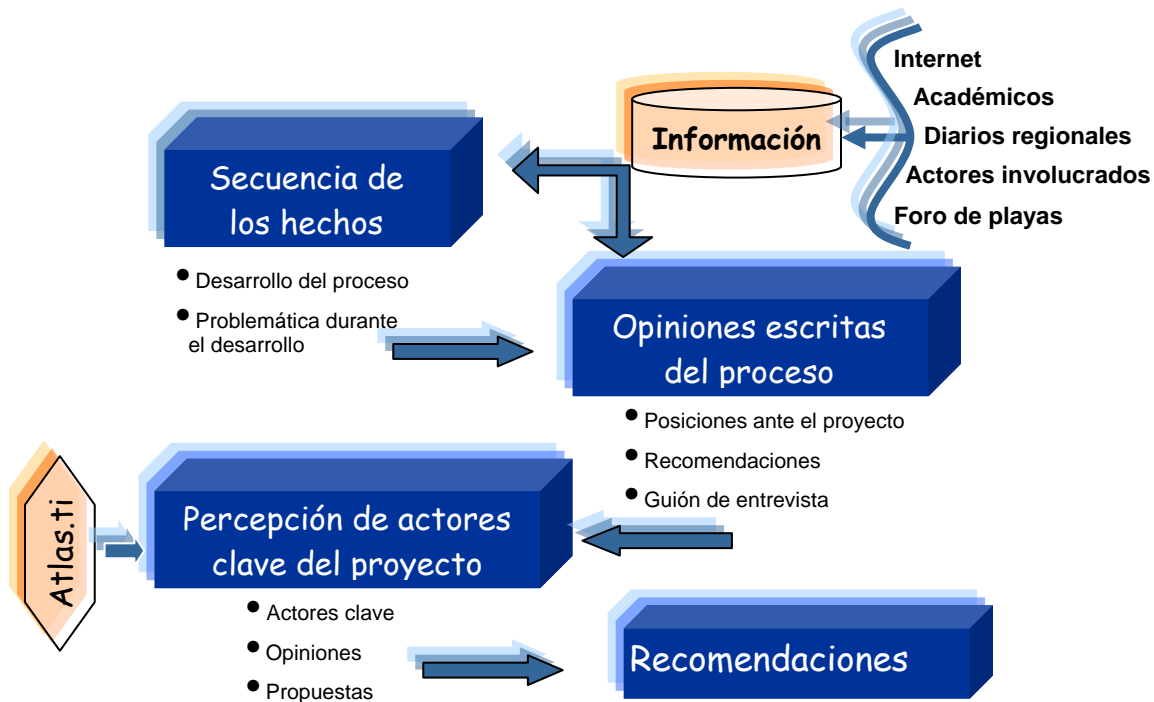 Internet
Académicos
Diarios regionales
Actores involucrados
Foro de playas
Información
Secuencia de
los hechos
• Desarrollo del proceso
• Problemática durante
el desarrollo
Opiniones escritas
del proceso
• Posiciones ante el proyecto
• Recomendaciones
• Guión de entrevista
Atlas.ti
Percepción de actores
clave del proyecto
• Actores clave
• Opiniones
• Propuestas
Recomendaciones